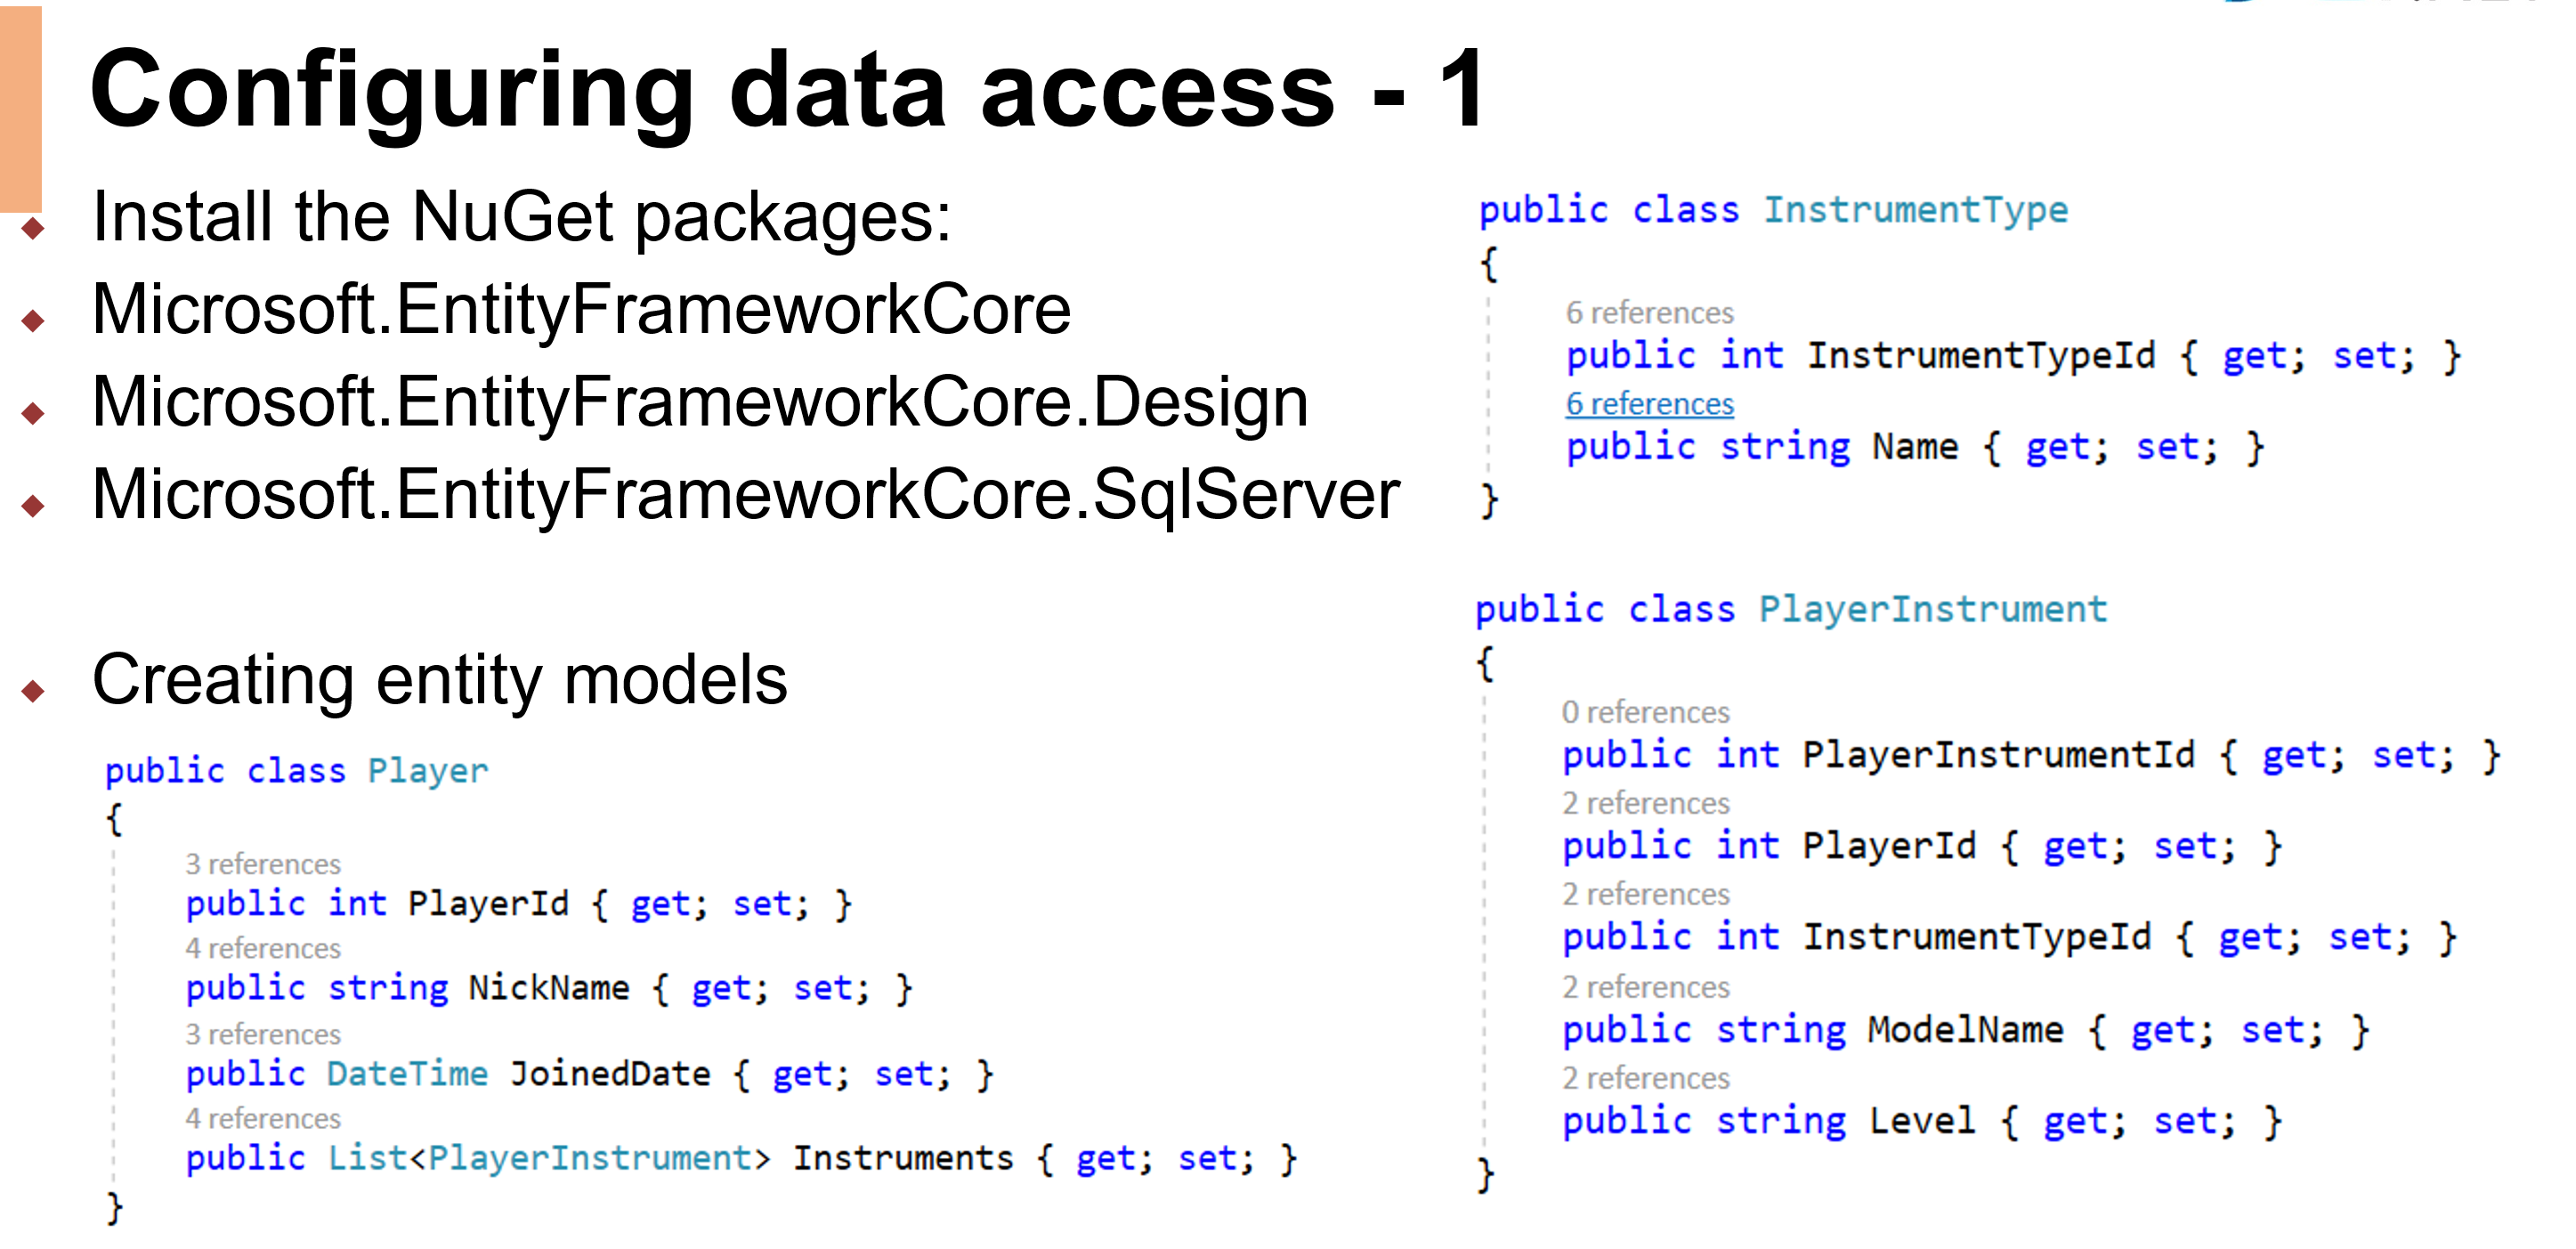 Configuring data access - 1
Install the NuGet packages:
Microsoft.EntityFrameworkCore
Microsoft.EntityFrameworkCore.Design
Microsoft.EntityFrameworkCore.SqlServer
Creating entity models
public class Player
{
3 references
public int PlayerId { get; set; }
4 references
public string NickName { get; set; }
3 references
public DateTime JoinedDate { get; set; }
4 references
public List<PlayerInstrument> Instruments { get; set; }
}
public class InstrumentType
{
6 references
public int InstrumentTypeId { get; set; }
6 references
public string Name { get; set; }
}
public class PlayerInstrument
{
0 references
public int PlayerInstrumentId { get; set; }
2 references
public int PlayerId { get; set; }
2 references
public int InstrumentTypeId { get; set; }
2 references
public string ModelName { get; set; }
2 references
public string Level { get; set; }
}